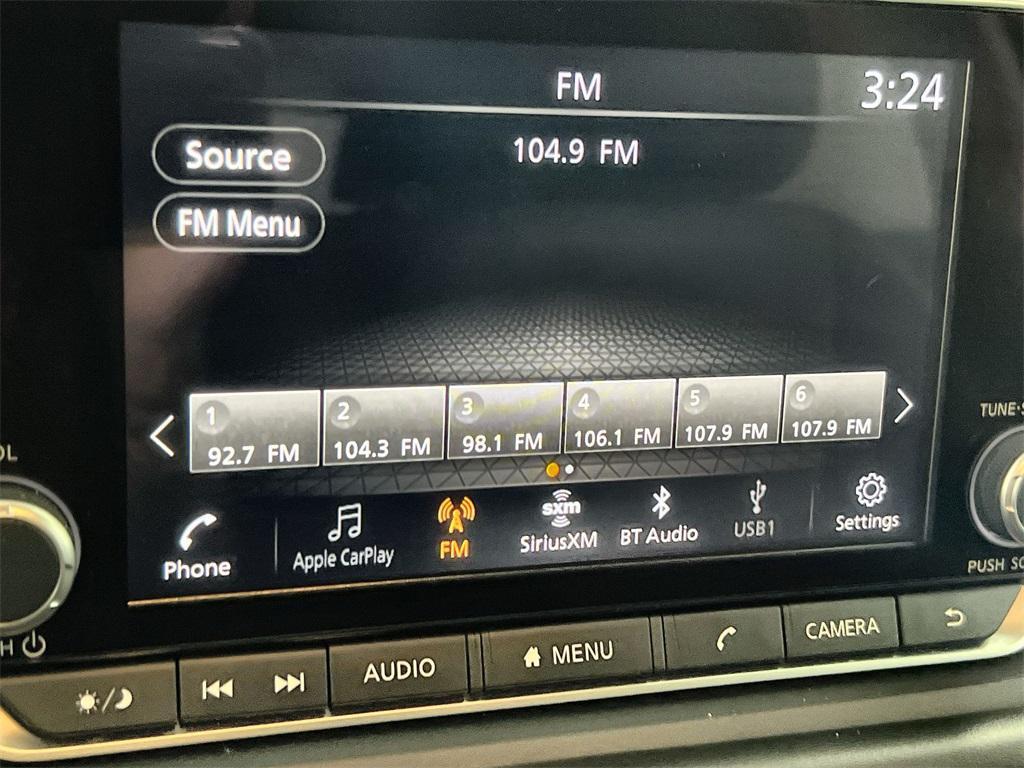 FM
3:24
Source
104.9 FM
FM Menu
1
2
3
4
5
6
92.7 FM
104.3 FM
98.1 FM
106.1 FM
107.9 FM
107.9 FM
Phone
Apple CarPlay
FM
sxm
SiriusXM
BT Audio
USB1
Settings
TUNE
PUSH
AUDIO
MENU
CAMERA